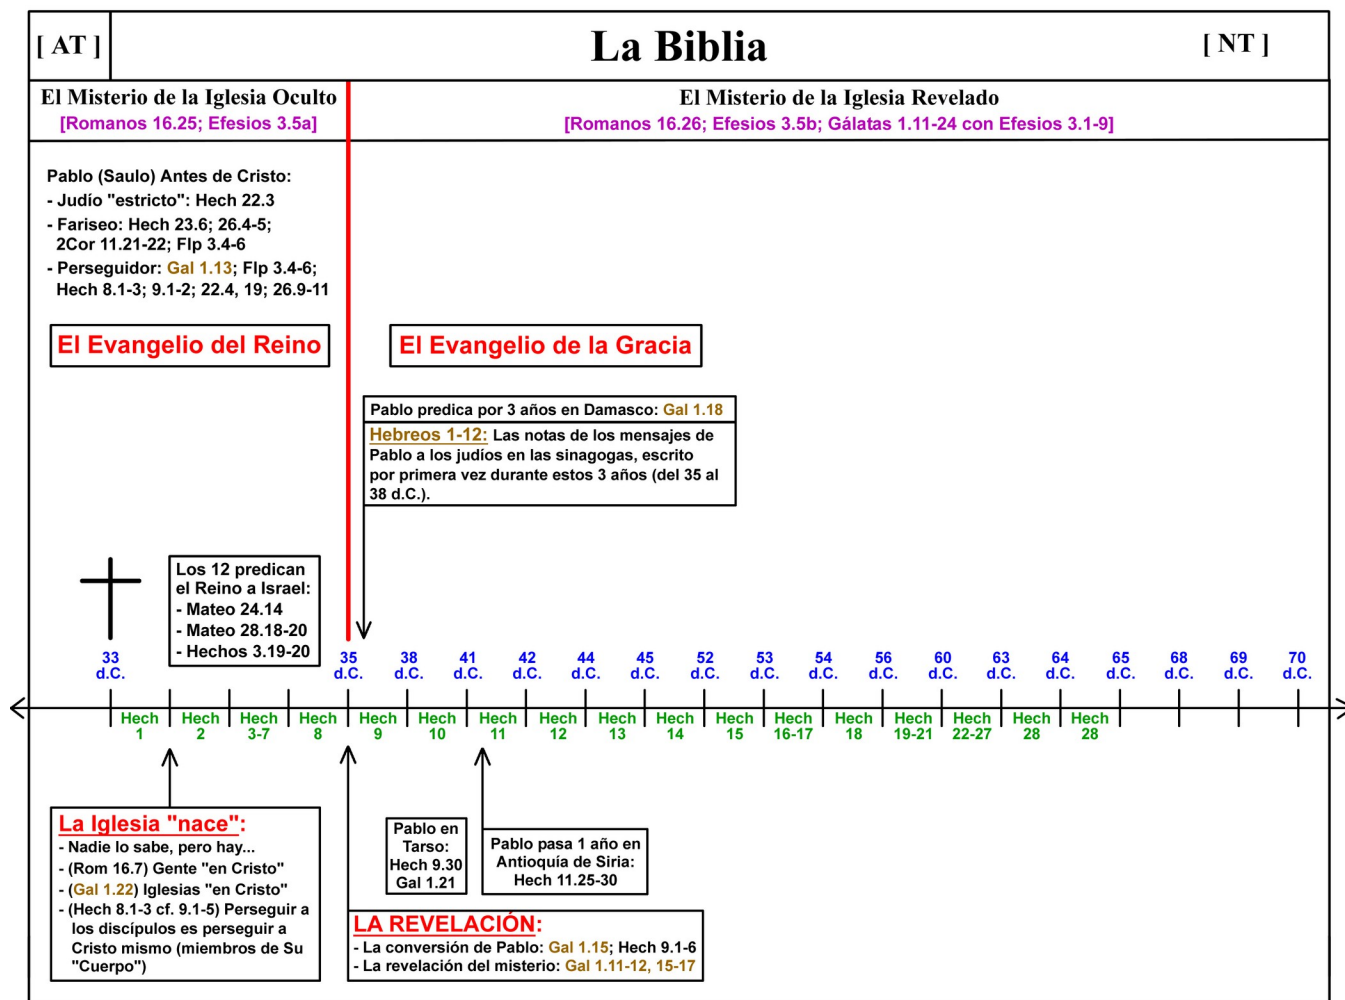 [ AT ]
La Biblia
[ NT ]
El Misterio de la Iglesia Oculto
[Romanos 16.25; Efesios 3.5a]
El Misterio de la Iglesia Revelado
[Romanos 16.26; Efesios 3.5b; Gálatas 1.11-24 con Efesios 3.1-9]
Pablo (Saulo) Antes de Cristo:
- Judío "estricto": Hech 22.3
- Fariseo: Hech 23.6; 26.4-5;
2Cor 11.21-22; Flp 3.4-6
- Perseguidor: Gal 1.13; Flp 3.4-6;
Hech 8.1-3; 9.1-2; 22.4, 19; 26.9-11
El Evangelio del Reino
El Evangelio de la Gracia
Pablo predica por 3 años en Damasco: Gal 1.18
Hebreos 1-12: Las notas de los mensajes de
Pablo a los judíos en las sinagogas, escrito
por primera vez durante estos 3 años (del 35 al
38 d.C.).
Los 12 predican
el Reino a Israel:
- Mateo 24.14
- Mateo 28.18-20
- Hechos 3.19-20
33 d.C.
35 d.C.
38 d.C.
41 d.C.
42 d.C.
44 d.C.
45 d.C.
52 d.C.
53 d.C.
54 d.C.
56 d.C.
60 d.C.
63 d.C.
64 d.C.
65 d.C.
68 d.C.
69 d.C.
70 d.C.
Hech 1
Hech 2
Hech 3-7
Hech 8
Hech 9
Hech 10
Hech 11
Hech 12
Hech 13
Hech 14
Hech 15
Hech 16-17
Hech 18
Hech 19-21
Hech 22-27
Hech 28
Hech 28
La Iglesia "nace":
- Nadie lo sabe, pero hay...
- (Rom 16.7) Gente "en Cristo"
- (Gal 1.22) Iglesias "en Cristo"
- (Hech 8.1-3 cf. 9.1-5) Perseguir a
los discípulos es perseguir a
Cristo mismo (miembros de Su
"Cuerpo")
Pablo en
Tarso:
Hech 9.30
Gal 1.21
Pablo pasa 1 año en
Antioquía de Siria:
Hech 11.25-30
LA REVELACIÓN:
- La conversión de Pablo: Gal 1.15; Hech 9.1-6
- La revelación del misterio: Gal 1.11-12, 15-17